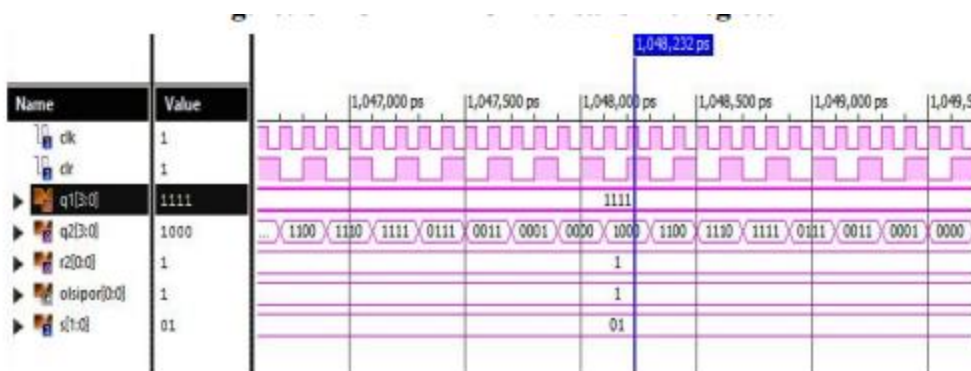 1,048,232 ps
Name Value 1,047,000 ps 1,047,500 ps 1,048,000 ps 1,048,500 ps 1,049,000 ps 1,049,5
clk 1
clr 1
q1[3:0] 1111 1111
q2[3:0] 1000 ... 1100 1110 1111 0111 0011 0001 0000 1000 1100 1110 1111 0111 0011 0001 0000
r2[0:0] 1 1
olsipor[0:0] 1 1
s[1:0] 01 01